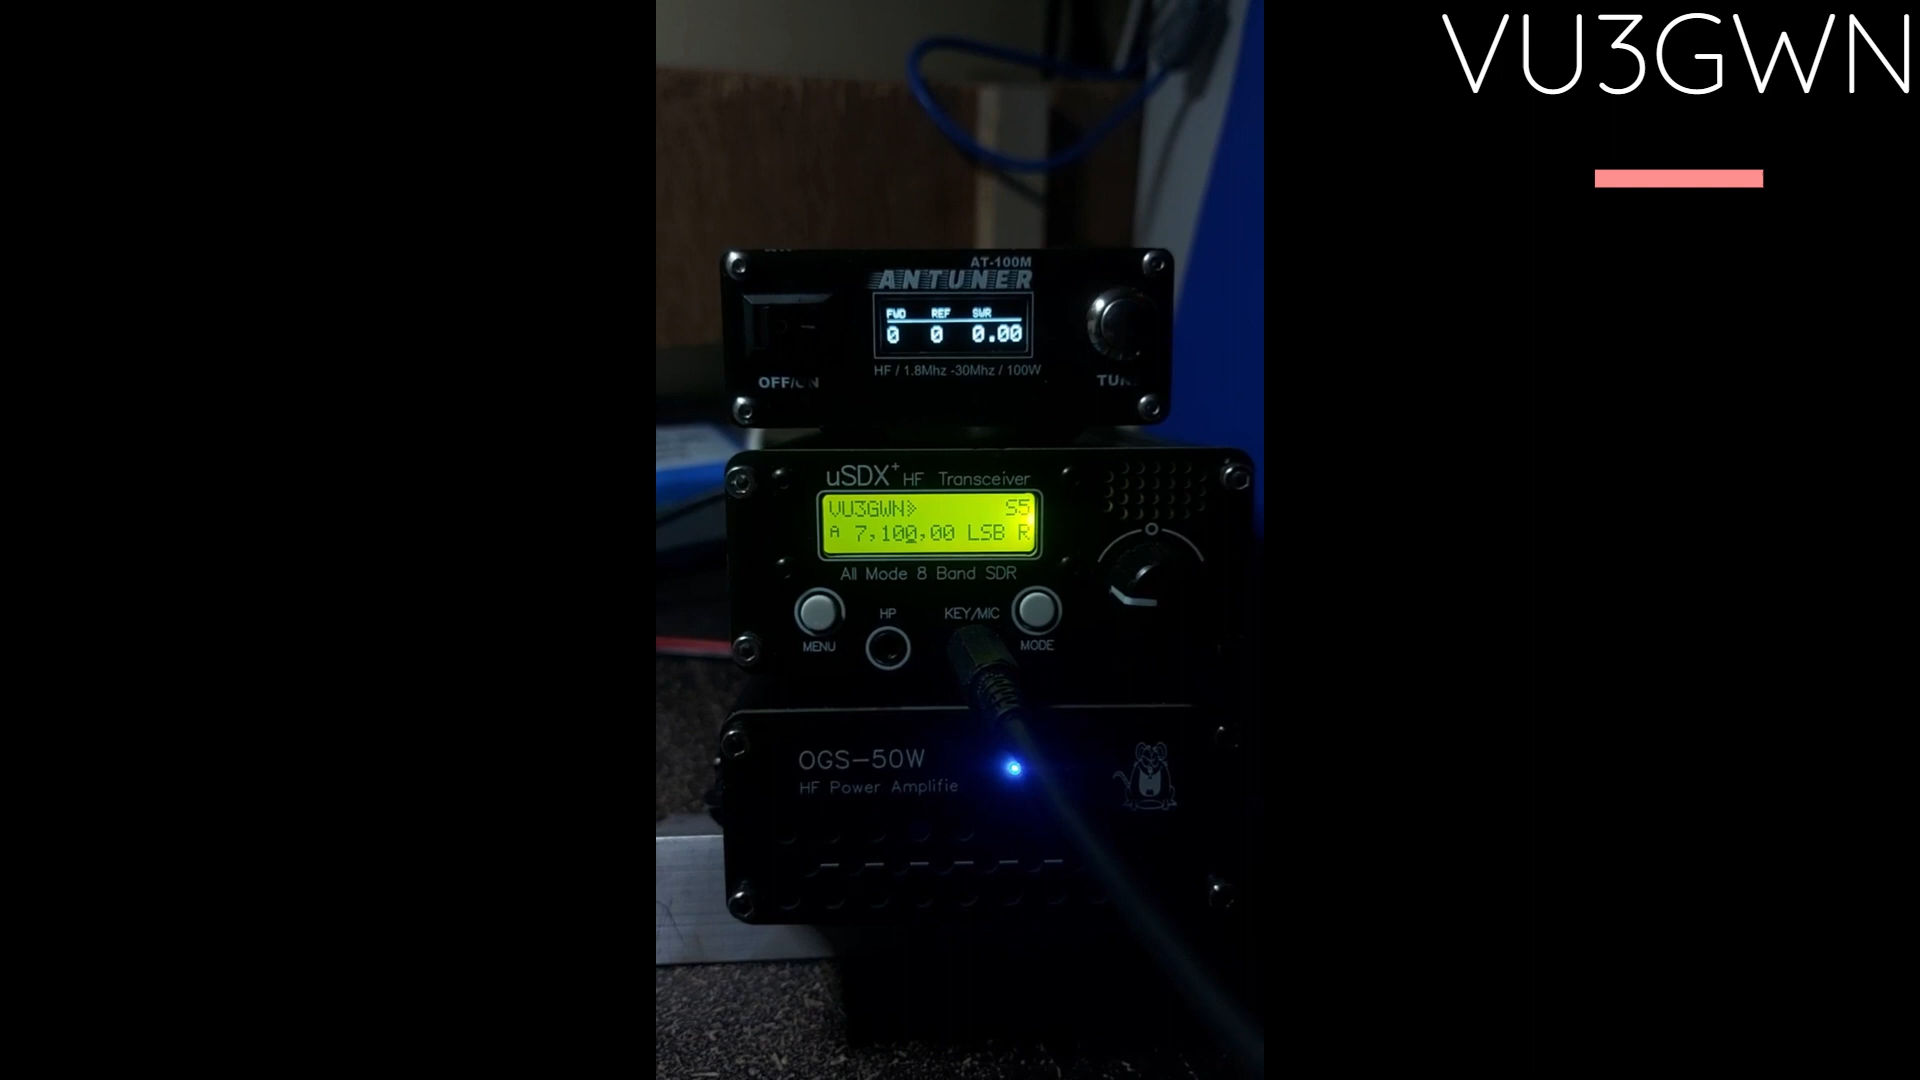 VU3GWN
AT-100M
ANTUNER
FWD REF SWR
0 0 0.00
HF / 1.8Mhz -30Mhz / 100W
OFF/ON
uSDX+ HF Transceiver
VU3GWN S5
A 7,100,00 LSB R
All Mode 8 Band SDR
HP KEY/MIC
MENU MODE
OGS-50W
HF Power Amplifie